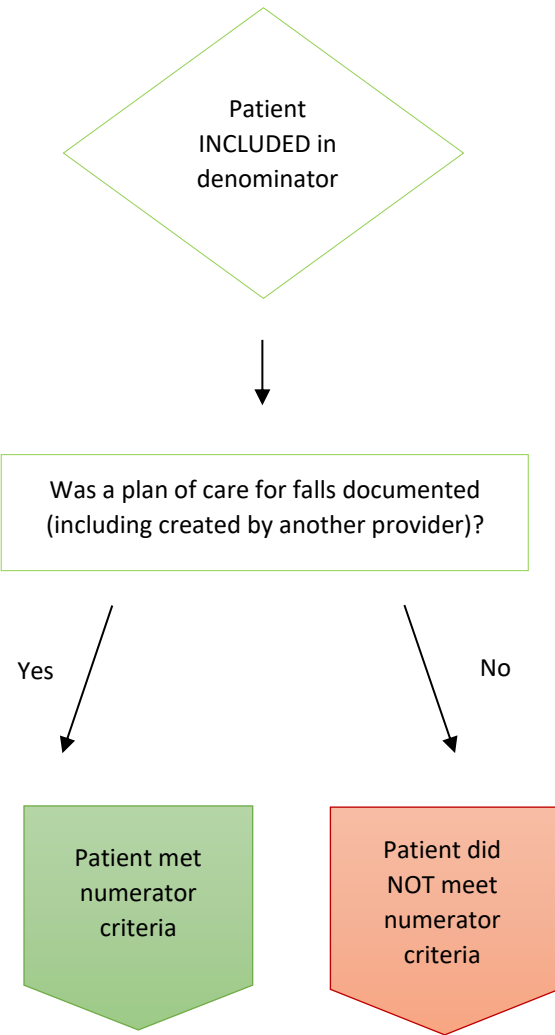 Patient
INCLUDED in
denominator
Was a plan of care for falls documented
(including created by another provider)?
Yes
No
Patient met
numerator
criteria
Patient did
NOT meet
numerator
criteria